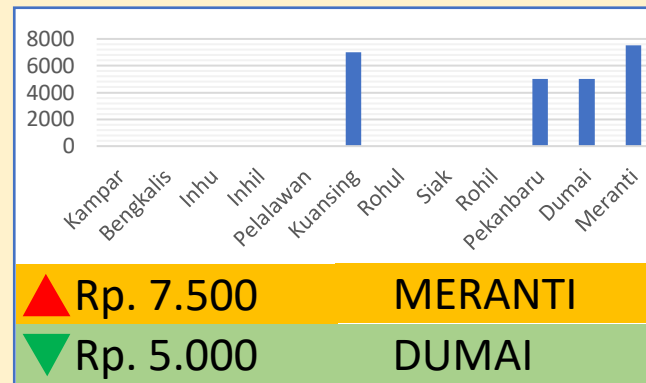 8000
6000
4000
2000
0
Kampar
Bengkalis
Inhu
Inhil
Pelalawan
Kuansing
Rohul
Siak
Rohil
Pekanbaru
Dumai
Meranti
Rp. 7.500 MERANTI
Rp. 5.000 DUMAI